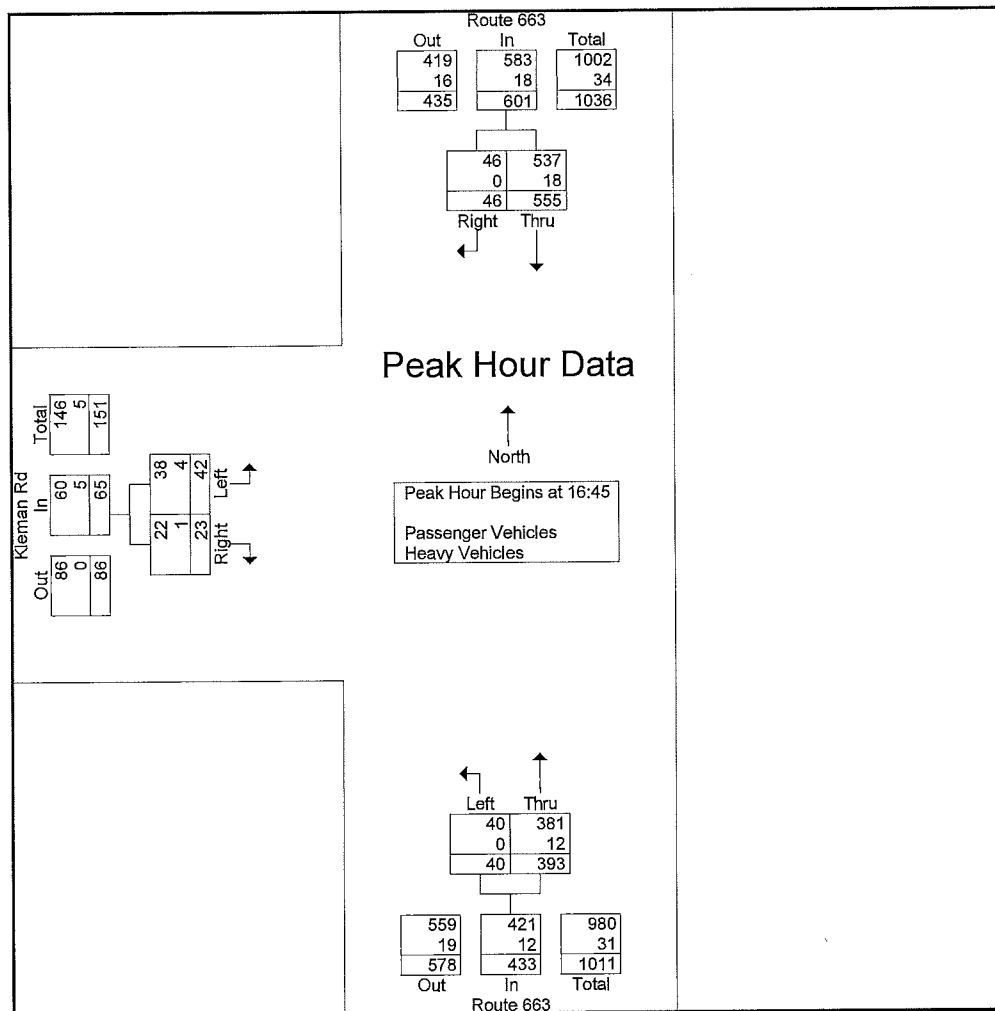 Route 663
Out In Total
419 583 1002
16 18 34
435 601 1036
46 537
0 18
46 555
Right Thru
Peak Hour Data
North
Peak Hour Begins at 16:45
Passenger Vehicles
Heavy Vehicles
Kleman Rd
Out In Total
86 60 146
0 5 5
86 65 151
22 38
1 4
23 42
Right Left
Left Thru
40 381
0 12
40 393
559 421 980
19 12 31
578 433 1011
Out In Total
Route 663